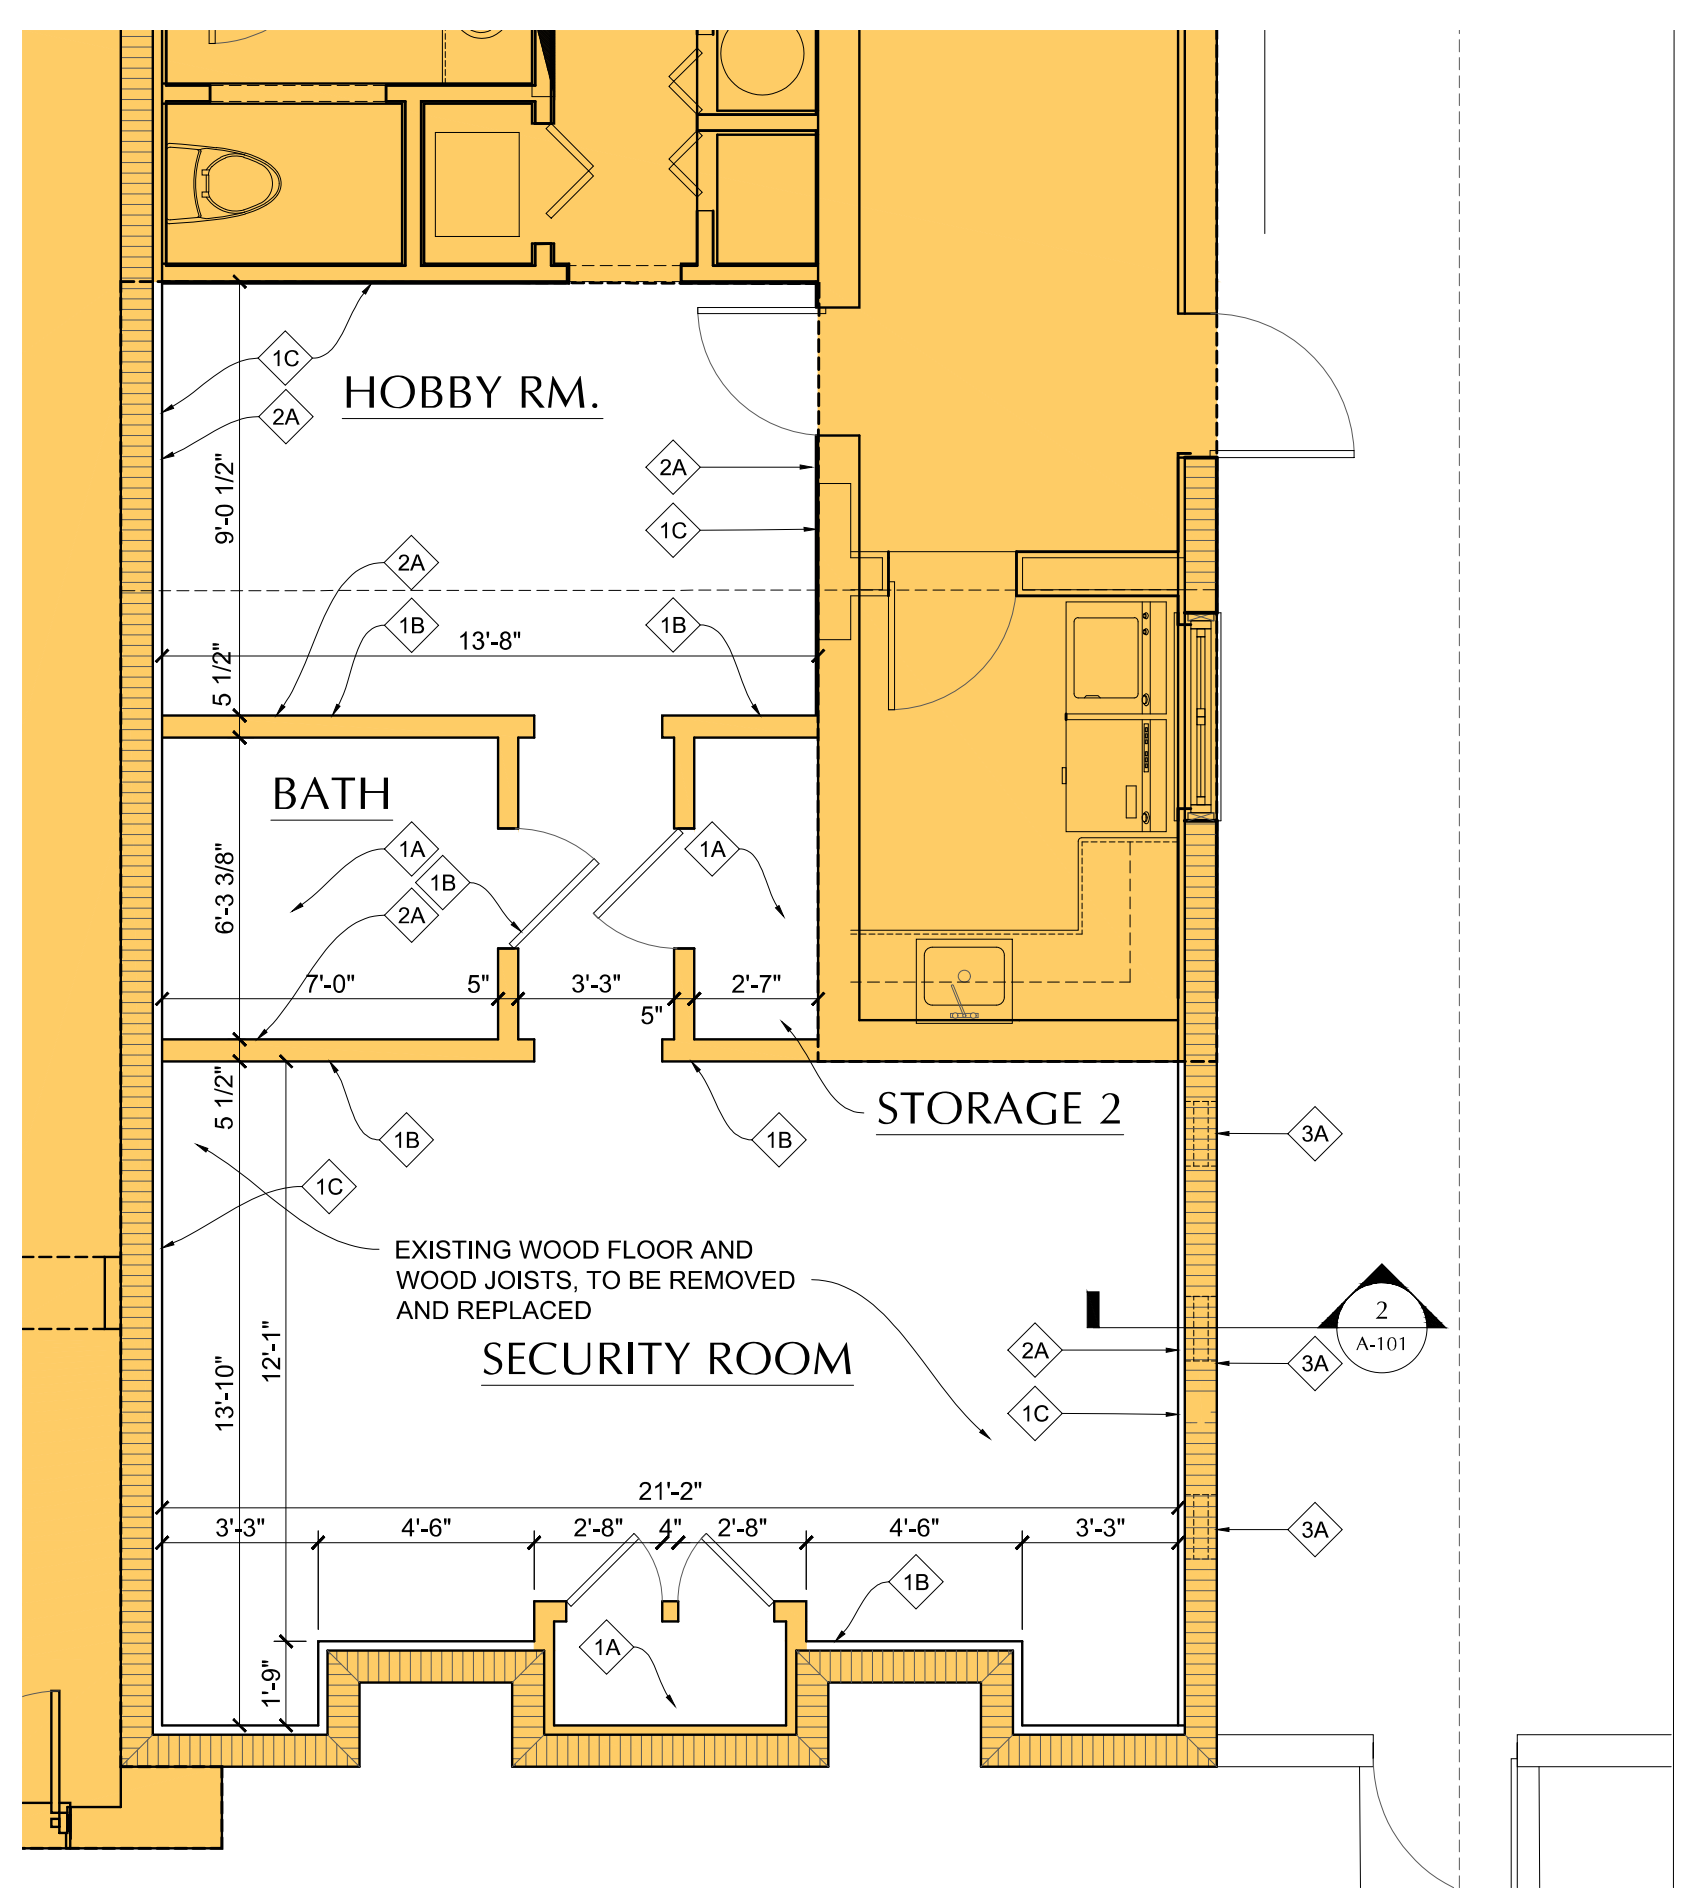 1C
HOBBY RM.
2A
9'-0 1/2"
2A
1C
2A
1B
1B
13'-8"
5 1/2"
BATH
1A
1A
1B
2A
6'-3 3/8"
7'-0"
5"
3'-3"
2'-7"
5"
5 1/2"
STORAGE 2
1B
1B
3A
1C
EXISTING WOOD FLOOR AND
WOOD JOISTS, TO BE REMOVED
AND REPLACED
2
A-101
12'-1"
SECURITY ROOM
2A
3A
13'-10"
1C
21'-2"
3'-3"
4'-6"
2'-8"
4"
2'-8"
4'-6"
3'-3"
3A
1B
1A
1'-9"